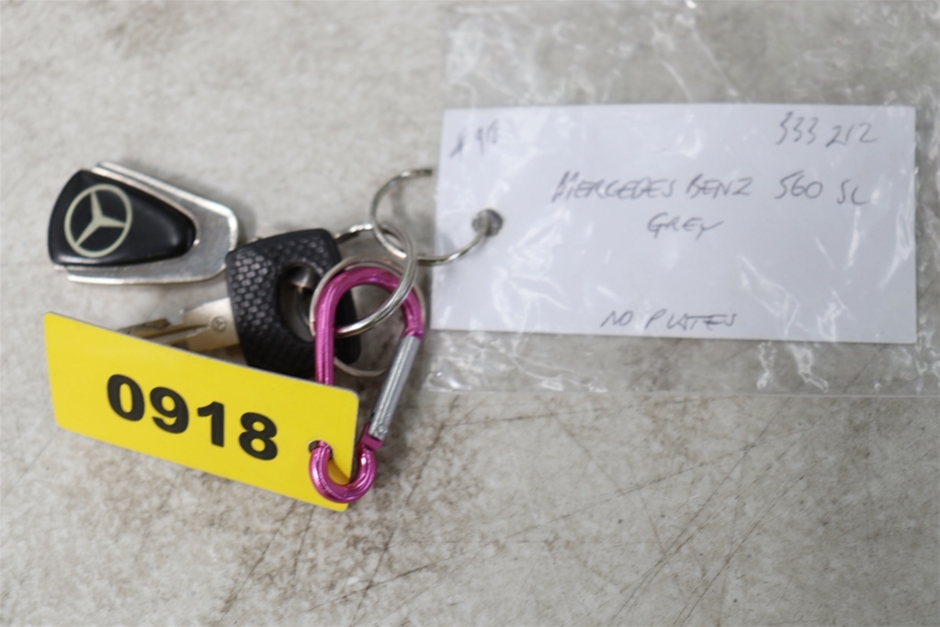 333 212
MERCEDES BENZ 560 SL
GREY
NO PLATES
0918